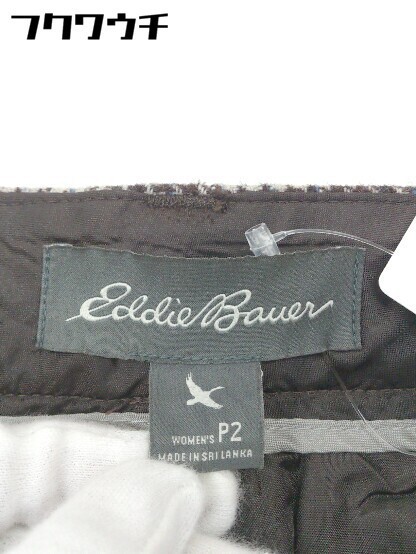 フクワウチ
Eddie Bauer
WOMEN'S P2
MADE IN SRI LANKA